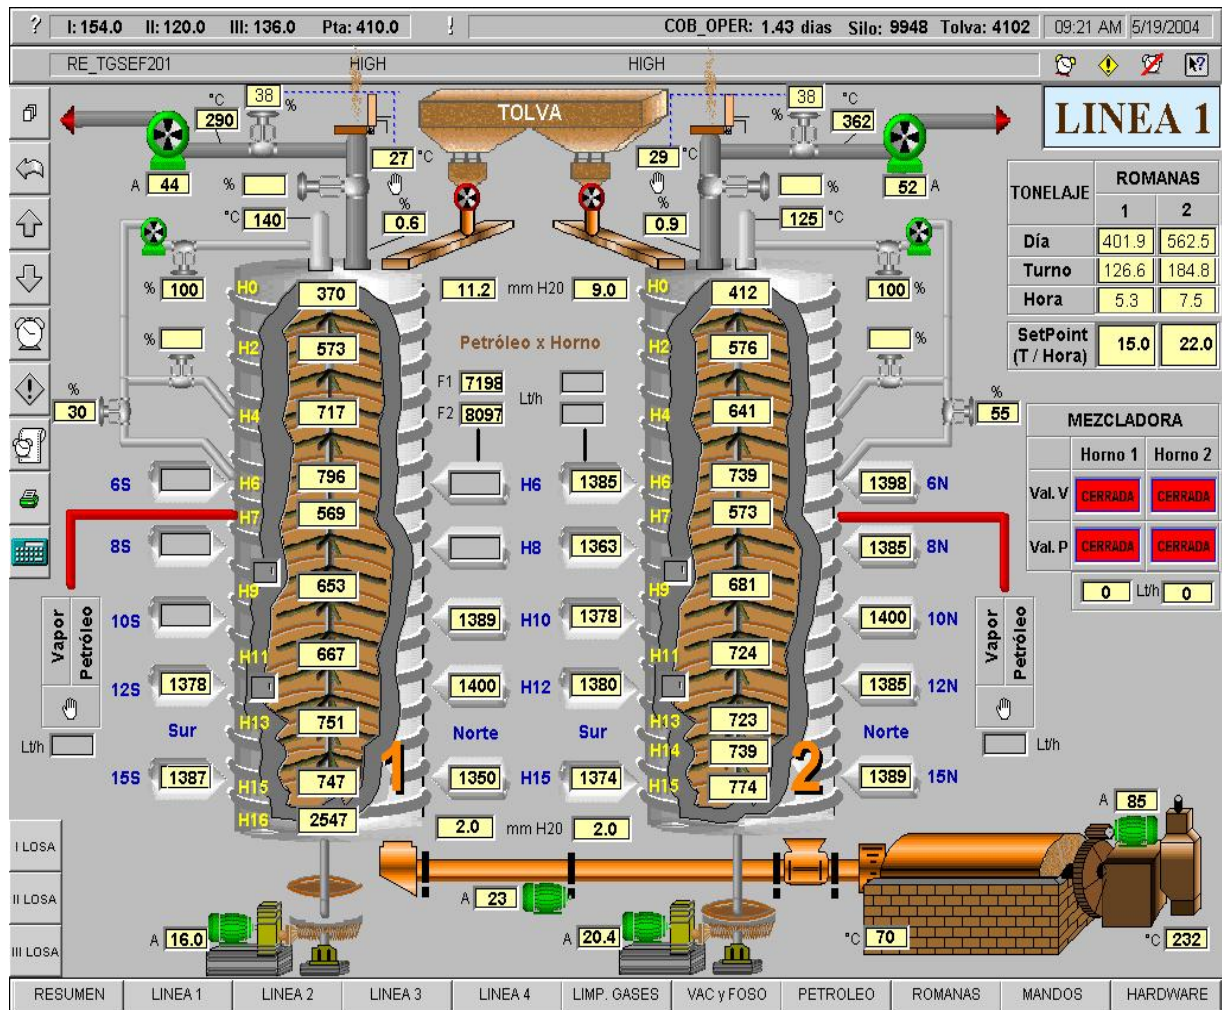 ? I: 154.0 II: 120.0 III: 136.0 Pta: 410.0 ! COB_OPER: 1.43 dias Silo: 9948 Tolva: 4102 09:21 AM 5/19/2004
RE_TGSEF201 HIGH HIGH
LINEA 1
TOLVA
°C 38 % 38 °C
290 % 362
27 °C 29 °C
A 44 % % 52 A
% %
°C 140 0.6 0.9 125 °C
TONELAJE ROMANAS
1 2
Día 401.9 562.5
Turno 126.6 184.8
Hora 5.3 7.5
SetPoint (T / Hora) 15.0 22.0
% 100 H0 370 11.2 mm H20 9.0 H0 412 100 %
% H2 573 Petróleo x Horno H2 576 %
F1 7198 Lt/h
F2 8097
% 30 H4 717 H4 641 % 55
6S H6 796 H6 1385 H6 739 1398 6N
H7 569 H7 573
8S H8 1363 1385 8N
H9 653 H9 681
10S 1389 H10 1378 1400 10N
H11 667 H11 724
12S 1378 1400 H12 1380 1385 12N
Sur H13 751 Norte Sur H13 723 Norte
H14 739
15S 1387 H15 747 1350 H15 1374 H15 774 1389 15N
1 2
H16 2547 2.0 mm H20 2.0
Vapor Petróleo
Lt/h
Vapor Petróleo
Lt/h
MEZCLADORA
Horno 1 Horno 2
Val. V CERRADA CERRADA
Val. P CERRADA CERRADA
0 Lt/h 0
A 85
A 23
A 16.0 A 20.4 °C 70 °C 232
I LOSA
II LOSA
III LOSA
RESUMEN LINEA 1 LINEA 2 LINEA 3 LINEA 4 LIMP. GASES VAC y FOSO PETROLEO ROMANAS MANDOS HARDWARE